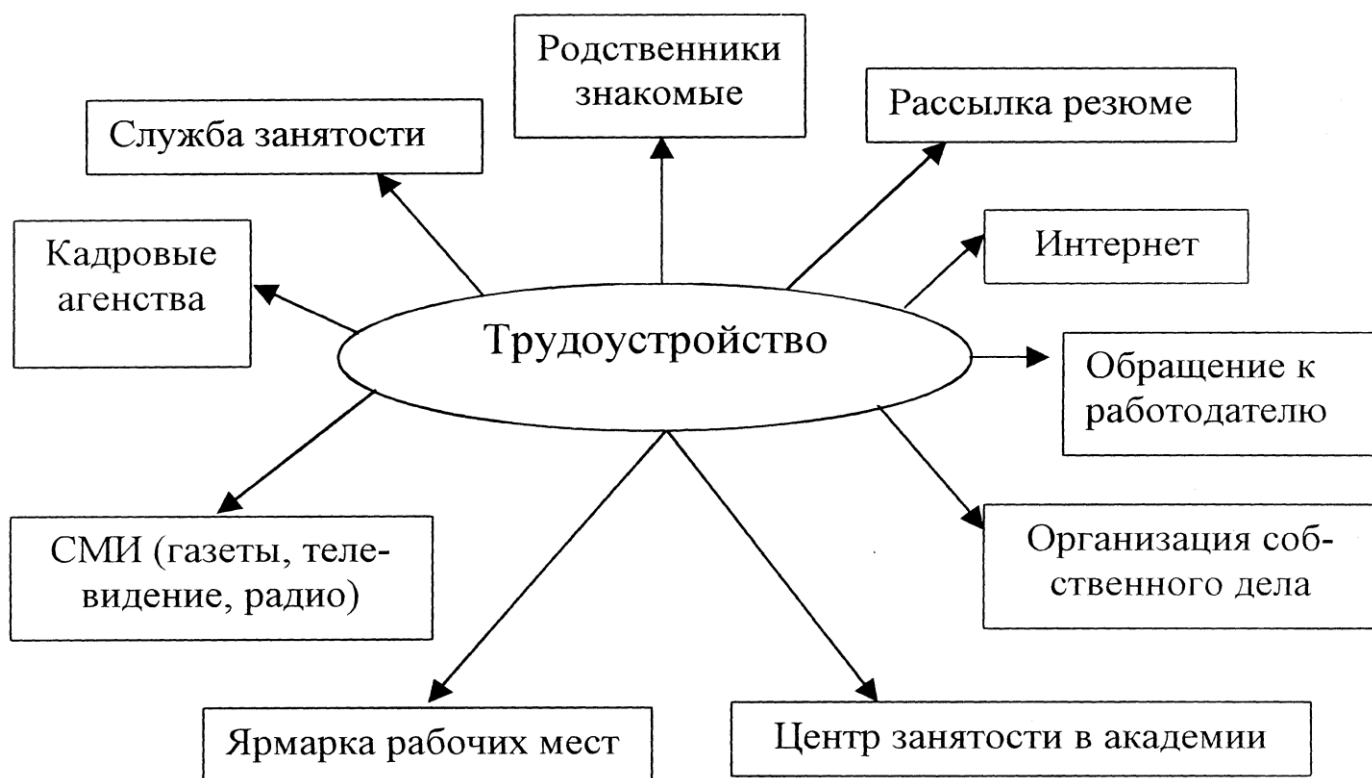 Родственники
знакомые
Рассылка резюме
Служба занятости
Интернет
Кадровые
агенства
Трудоустройство
Обращение к
работодателю
СМИ (газеты, теле-
видение, радио)
Организация соб-
ственного дела
Ярмарка рабочих мест
Центр занятости в академии